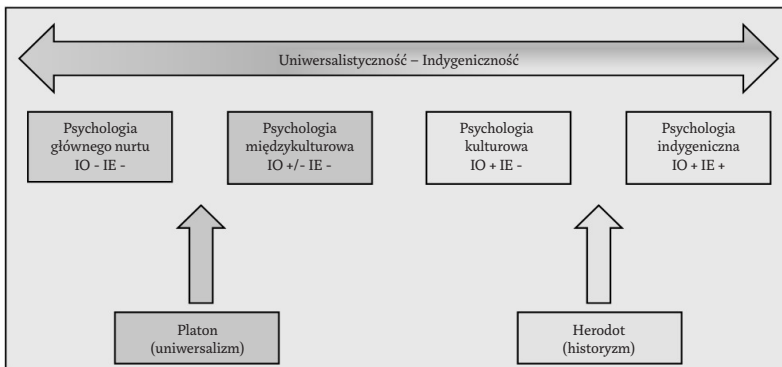 Uniwersalistyczność – Indygeniczność
Psychologia
głównego nurtu
IO - IE -
Psychologia
międzykulturowa
IO +/- IE -
Psychologia
kulturowa
IO + IE -
Psychologia
indygeniczna
IO + IE +
Platon
(uniwersalizm)
Herodot
(historyzm)